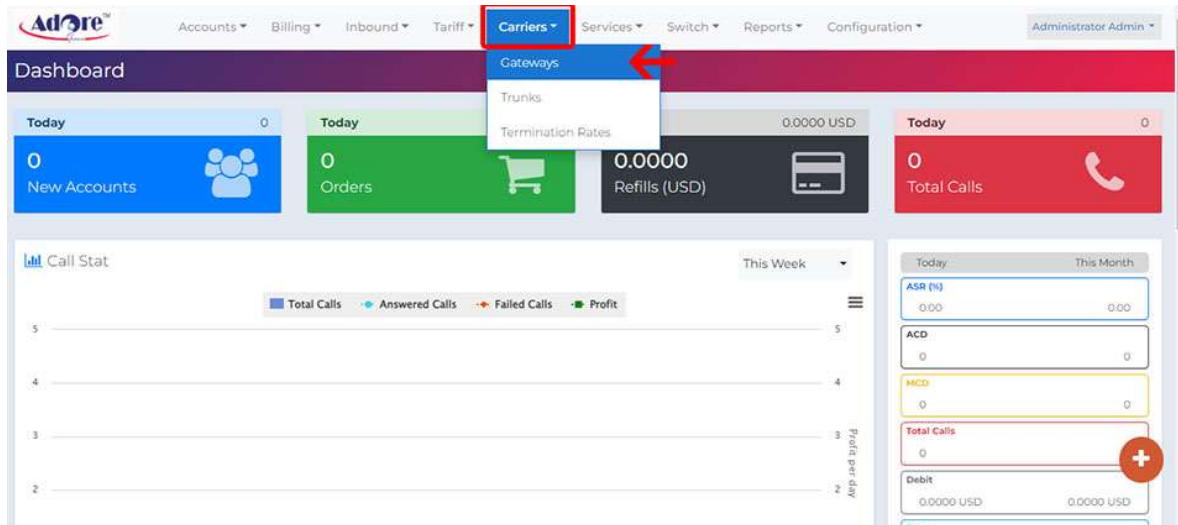 Adore™
Accounts Billing Inbound Tariff Carriers Services Switch Reports Configuration Administrator Admin
Gateways
Trunks
Termination Rates
Dashboard
Today 0
0
New Accounts
Today
0
Orders
0.0000 USD
0.0000
Refills (USD)
Today 0
0
Total Calls
Call Stat
This Week
Total Calls Answered Calls Failed Calls Profit
5 5
4 4
3 3
2 2
Profit per day
Today This Month
ASR (%)
0.00 0.00
ACD
0 0
MCD
0 0
Total Calls
0
Debit
0.0000 USD 0.0000 USD